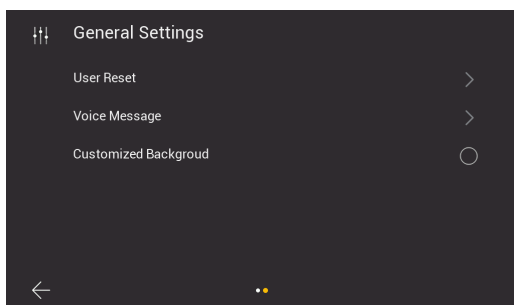 General Settings
User Reset
Voice Message
Customized Backgroud